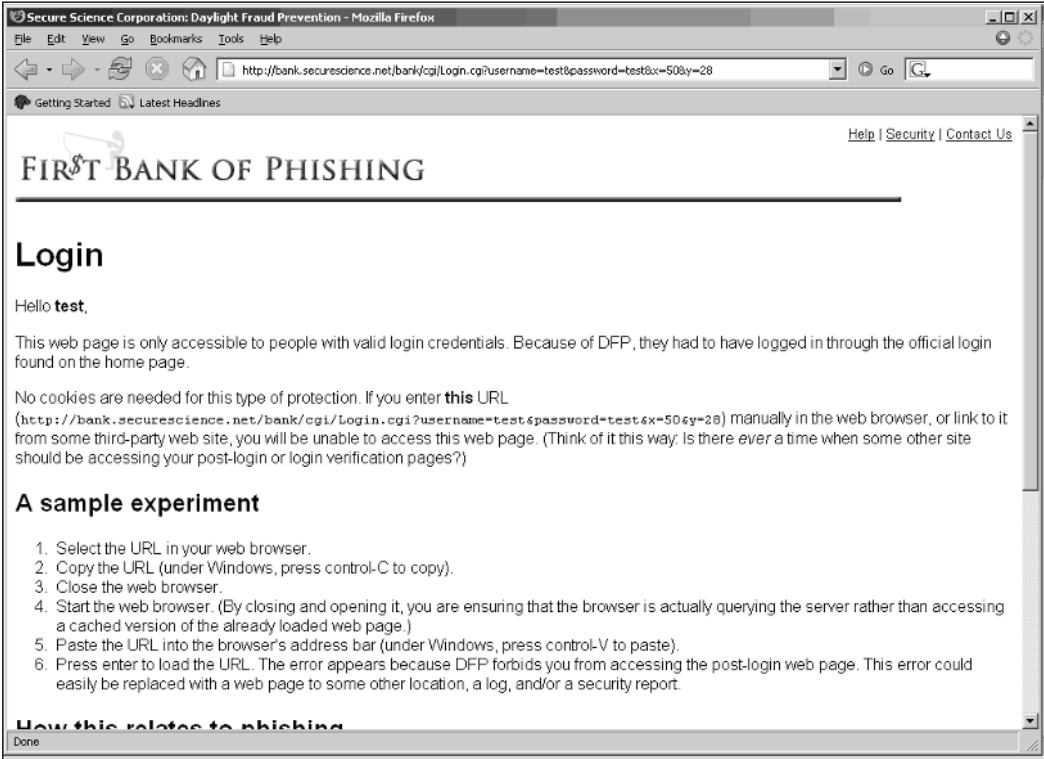 Secure Science Corporation: Daylight Fraud Prevention - Mozilla Firefox
File Edit View Go Bookmarks Tools Help
http://bank.securescience.net/bank/cgi/Login.cgi?username=test&password=test&x=50&y=28 Go G
Getting Started Latest Headlines
Help | Security | Contact Us
FIR$T BANK OF PHISHING
Login
Hello test,
This web page is only accessible to people with valid login credentials. Because of DFP, they had to have logged in through the official login
found on the home page.
No cookies are needed for this type of protection. If you enter this URL
(http://bank.securescience.net/bank/cgi/Login.cgi?username=test&password=test&x=50&y=28) manually in the web browser, or link to it
from some third-party web site, you will be unable to access this web page. (Think of it this way: Is there ever a time when some other site
should be accessing your post-login or login verification pages?)
A sample experiment
1. Select the URL in your web browser.
2. Copy the URL (under Windows, press control-C to copy).
3. Close the web browser.
4. Start the web browser. (By closing and opening it, you are ensuring that the browser is actually querying the server rather than accessing
a cached version of the already loaded web page.)
5. Paste the URL into the browser's address bar (under Windows, press control-V to paste).
6. Press enter to load the URL. The error appears because DFP forbids you from accessing the post-login web page. This error could
easily be replaced with a web page to some other location, a log, and/or a security report.
How this relates to phishing
Done